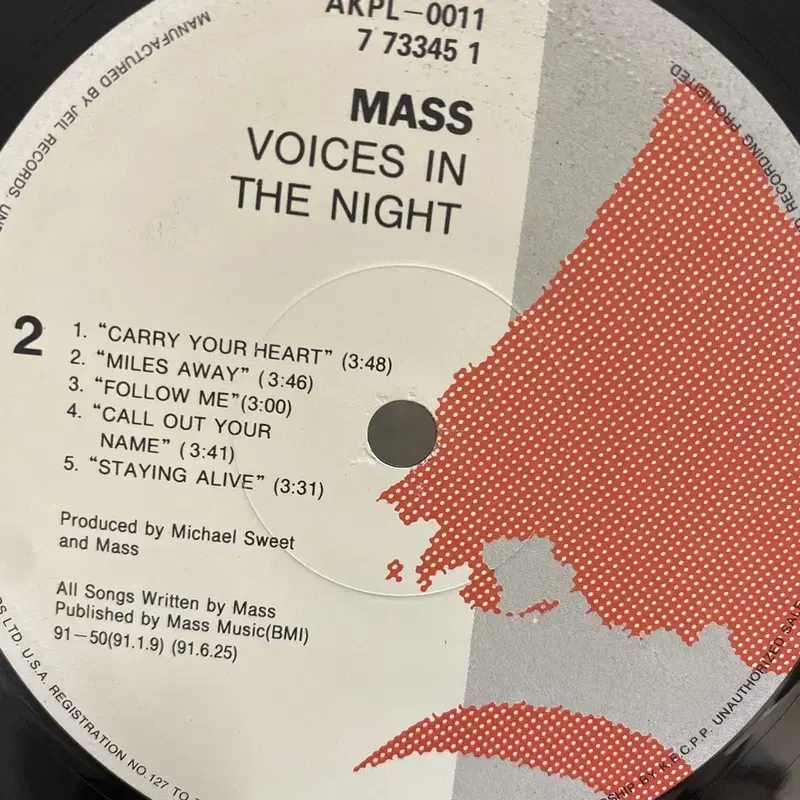 AKPL-0011
7 73345 1
MASS
VOICES IN
THE NIGHT
2
1. “CARRY YOUR HEART” (3:48)
2. “MILES AWAY” (3:46)
3. “FOLLOW ME”(3:00)
4. “CALL OUT YOUR
NAME” (3:41)
5. “STAYING ALIVE” (3:31)
Produced by Michael Sweet
and Mass
All Songs Written by Mass
Published by Mass Music(BMI)
91-50(91.1.9) (91.6.25)
MANUFACTURED BY JEIL RECORDS
LTD. U.S.A. REGISTRATION NO.127 TO
BY K.B.C.P.P. UNAUTHORIZED SALE
RECORDING PROHIBITED